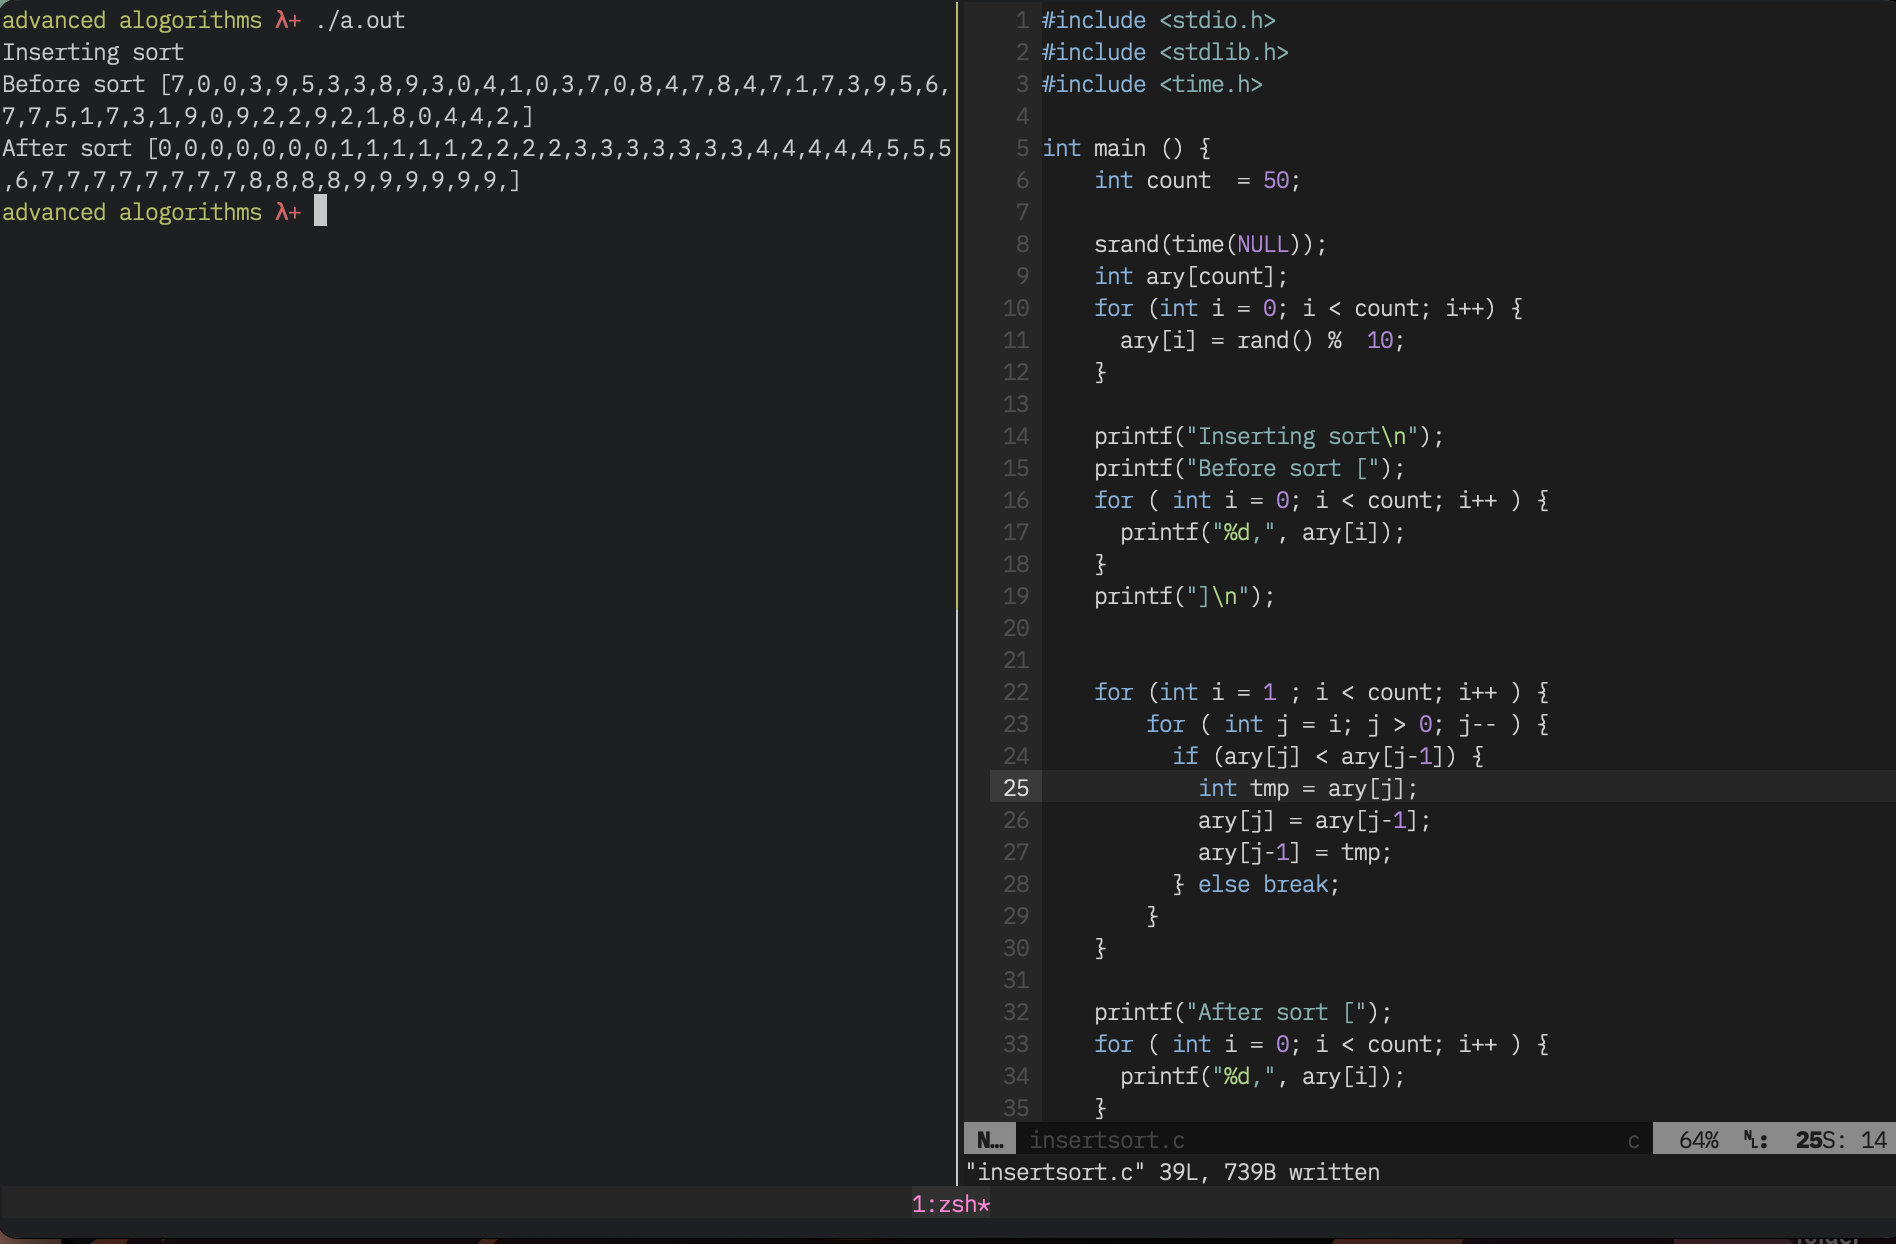 advanced alogorithms λ+ ./a.out
Inserting sort
Before sort [7,0,0,3,9,5,3,3,8,9,3,0,4,1,0,3,7,0,8,4,7,8,4,7,1,7,3,9,5,6,
7,7,5,1,7,3,1,9,0,9,2,2,9,2,1,8,0,4,4,2,]
After sort [0,0,0,0,0,0,0,1,1,1,1,1,2,2,2,2,3,3,3,3,3,3,3,4,4,4,4,4,5,5,5
,6,7,7,7,7,7,7,7,7,8,8,8,8,9,9,9,9,9,9,]
advanced alogorithms λ+
1 #include <stdio.h>
2 #include <stdlib.h>
3 #include <time.h>
4
5 int main () {
6     int count  = 50;
7
8     srand(time(NULL));
9     int ary[count];
10     for (int i = 0; i < count; i++) {
11       ary[i] = rand() %  10;
12     }
13
14     printf("Inserting sort\n");
15     printf("Before sort [");
16     for ( int i = 0; i < count; i++ ) {
17       printf("%d,", ary[i]);
18     }
19     printf("]\n");
20
21
22     for (int i = 1 ; i < count; i++ ) {
23         for ( int j = i; j > 0; j-- ) {
24           if (ary[j] < ary[j-1]) {
25             int tmp = ary[j];
26             ary[j] = ary[j-1];
27             ary[j-1] = tmp;
28           } else break;
29         }
30     }
31
32     printf("After sort [");
33     for ( int i = 0; i < count; i++ ) {
34       printf("%d,", ary[i]);
35     }
N… insertsort.c c 64% ␤: 25S: 14
"insertsort.c" 39L, 739B written
1:zsh*